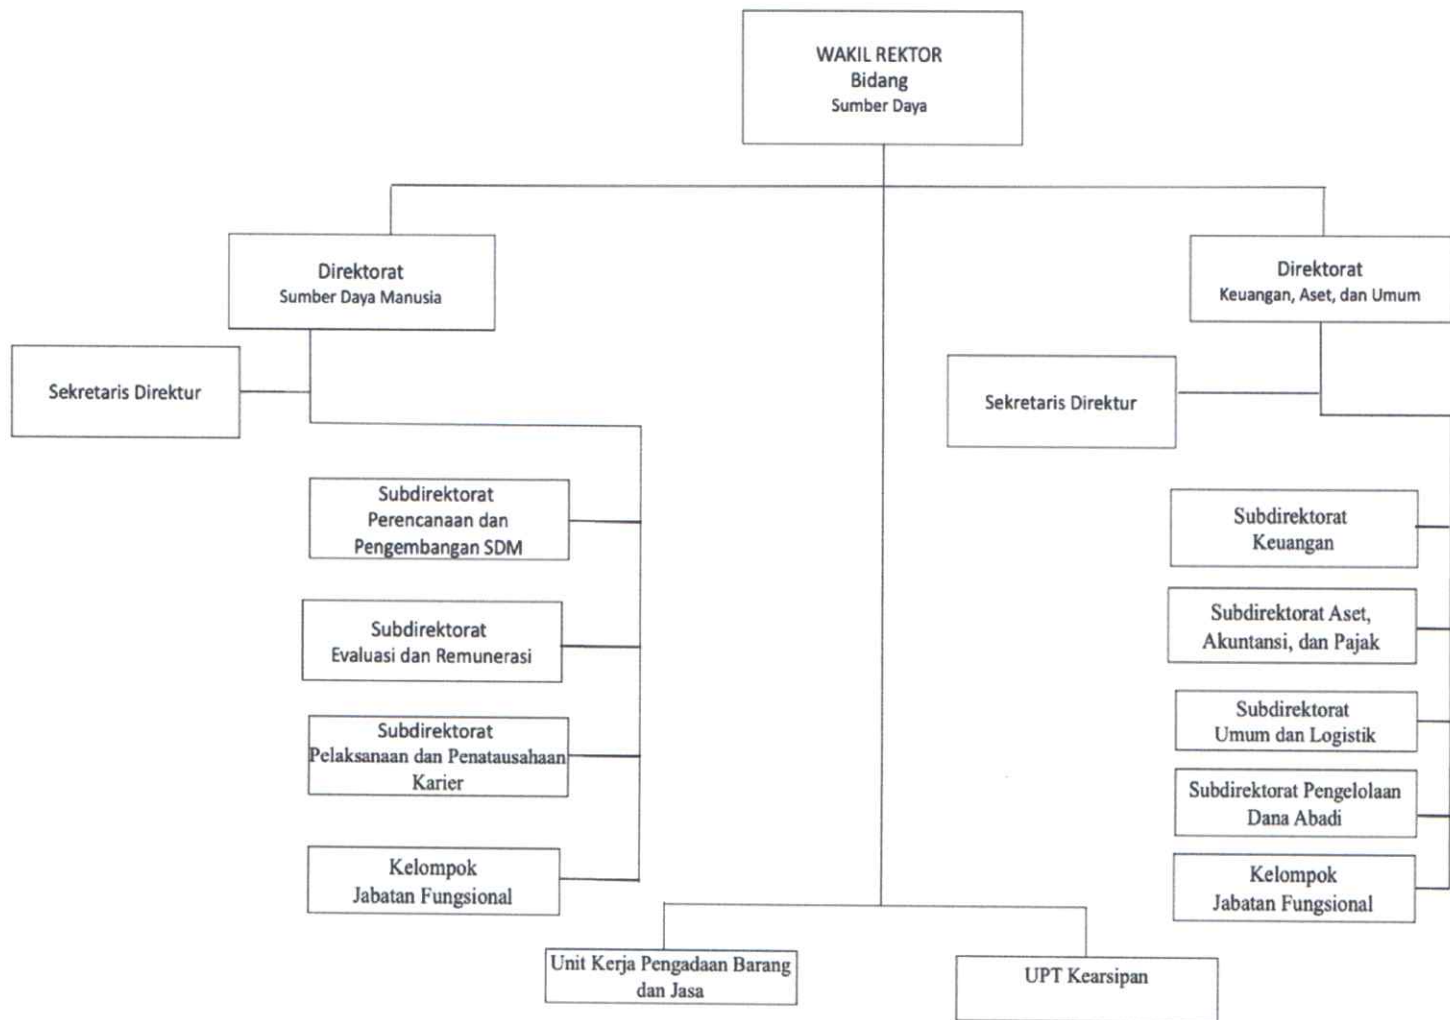 WAKIL REKTOR
Bidang
Sumber Daya
Direktorat
Sumber Daya Manusia
Direktorat
Keuangan, Aset, dan Umum
Sekretaris Direktur
Sekretaris Direktur
Subdirektorat
Perencanaan dan
Pengembangan SDM
Subdirektorat
Evaluasi dan Remunerasi
Subdirektorat
Pelaksanaan dan Penatausahaan
Karier
Kelompok
Jabatan Fungsional
Subdirektorat
Keuangan
Subdirektorat Aset,
Akuntansi, dan Pajak
Subdirektorat
Umum dan Logistik
Subdirektorat Pengelolaan
Dana Abadi
Kelompok
Jabatan Fungsional
Unit Kerja Pengadaan Barang
dan Jasa
UPT Kearsipan